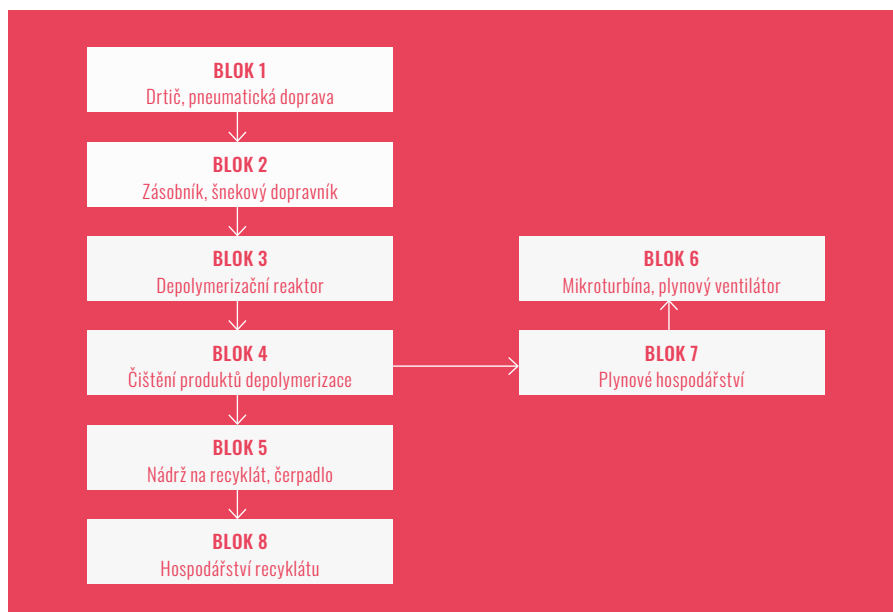 BLOK 1
Drtič, pneumatická doprava
BLOK 2
Zásobník, šnekový dopravník
BLOK 3
Depolymerizační reaktor
BLOK 4
Čištění produktů depolymerizace
BLOK 5
Nádrž na recyklát, čerpadlo
BLOK 8
Hospodářství recyklátu
BLOK 6
Mikroturbína, plynový ventilátor
BLOK 7
Plynové hospodářství